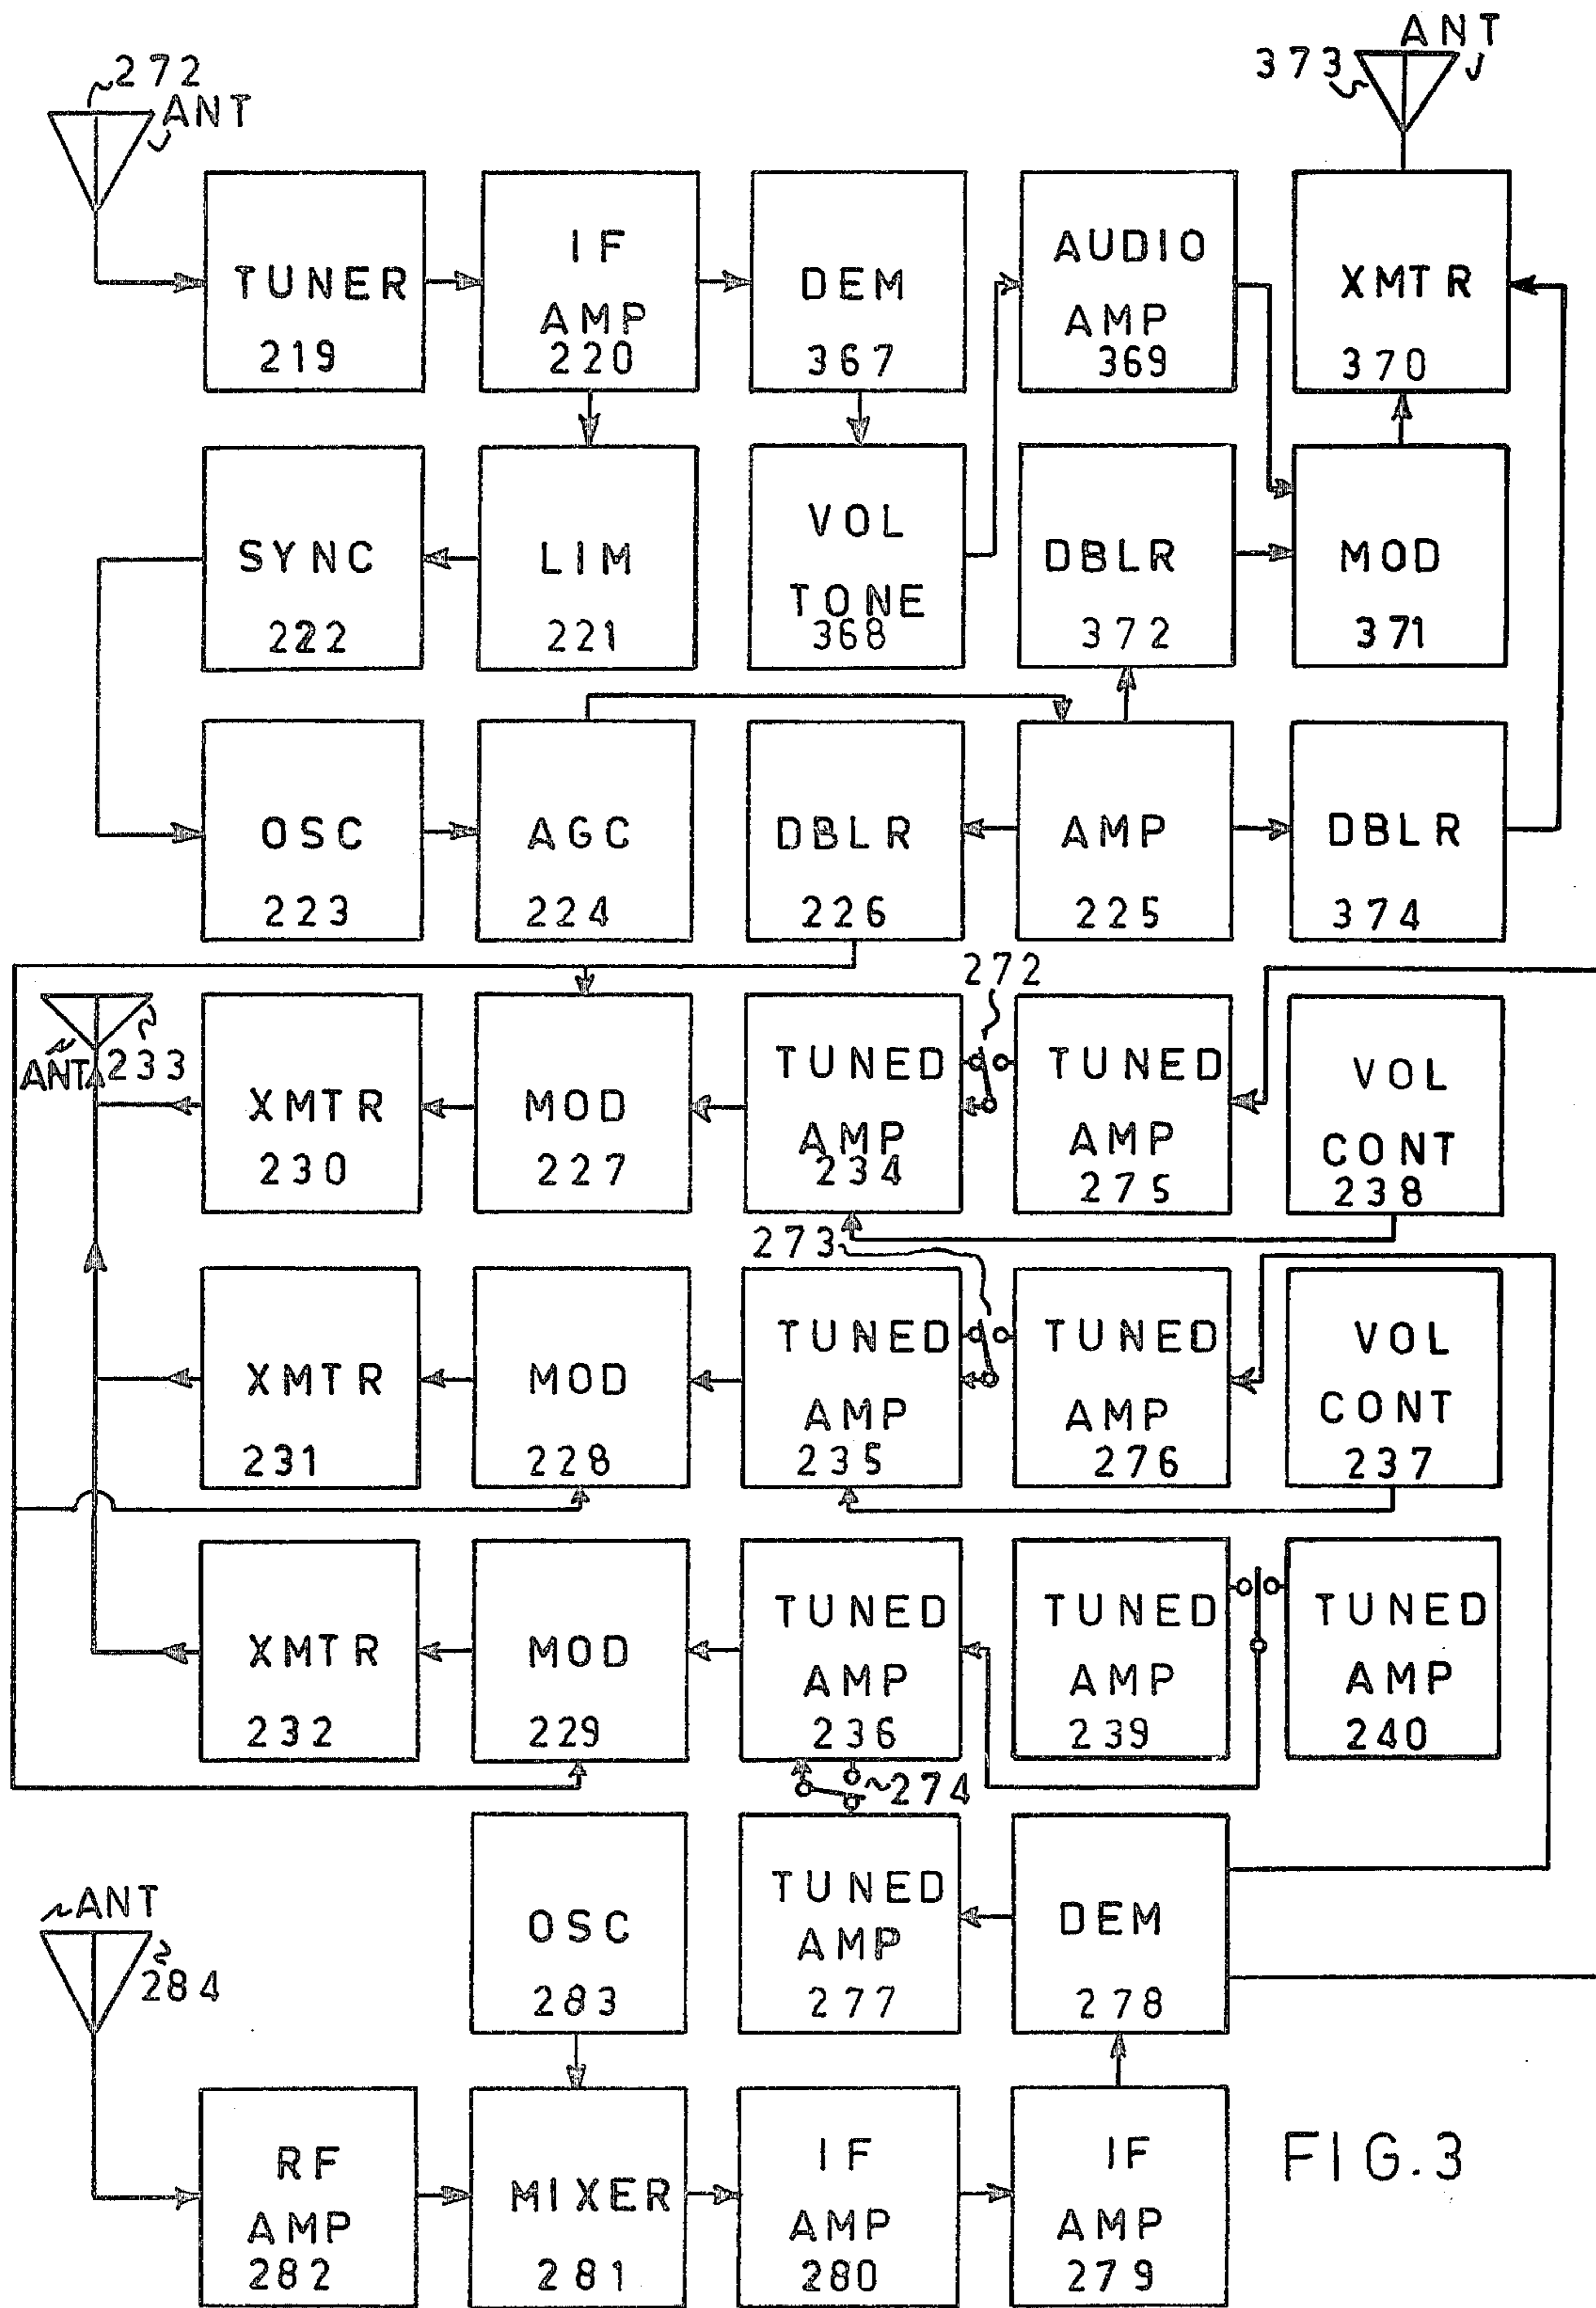 272
ANT
373
ANT
TUNER
219
IF
AMP
220
DEM
367
AUDIO
AMP
369
XMTR
370
SYNC
222
LIM
221
VOL
TONE
368
DBLR
372
MOD
371
OSC
223
AGC
224
DBLR
226
AMP
225
DBLR
374
ANT
233
XMTR
230
MOD
227
TUNED
AMP
234
272
TUNED
AMP
275
VOL
CONT
238
273
XMTR
231
MOD
228
TUNED
AMP
235
TUNED
AMP
276
VOL
CONT
237
XMTR
232
MOD
229
TUNED
AMP
236
TUNED
AMP
239
TUNED
AMP
240
274
ANT
284
OSC
283
TUNED
AMP
277
DEM
278
RF
AMP
282
MIXER
281
IF
AMP
280
IF
AMP
279
FIG.3